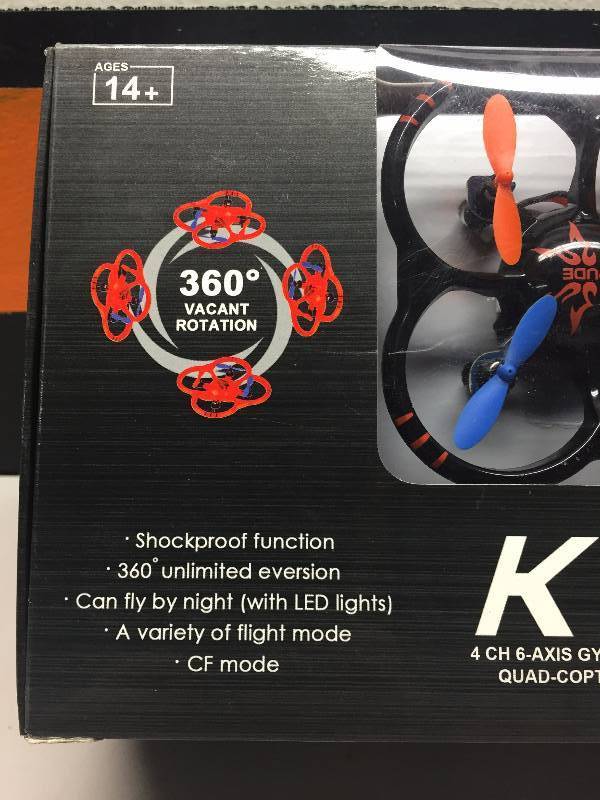 AGES
14+
360°
VACANT
ROTATION
UDE
· Shockproof function
· 360° unlimited eversion
· Can fly by night (with LED lights)
· A variety of flight mode
· CF mode
K
4 CH 6-AXIS GY
QUAD-COPT